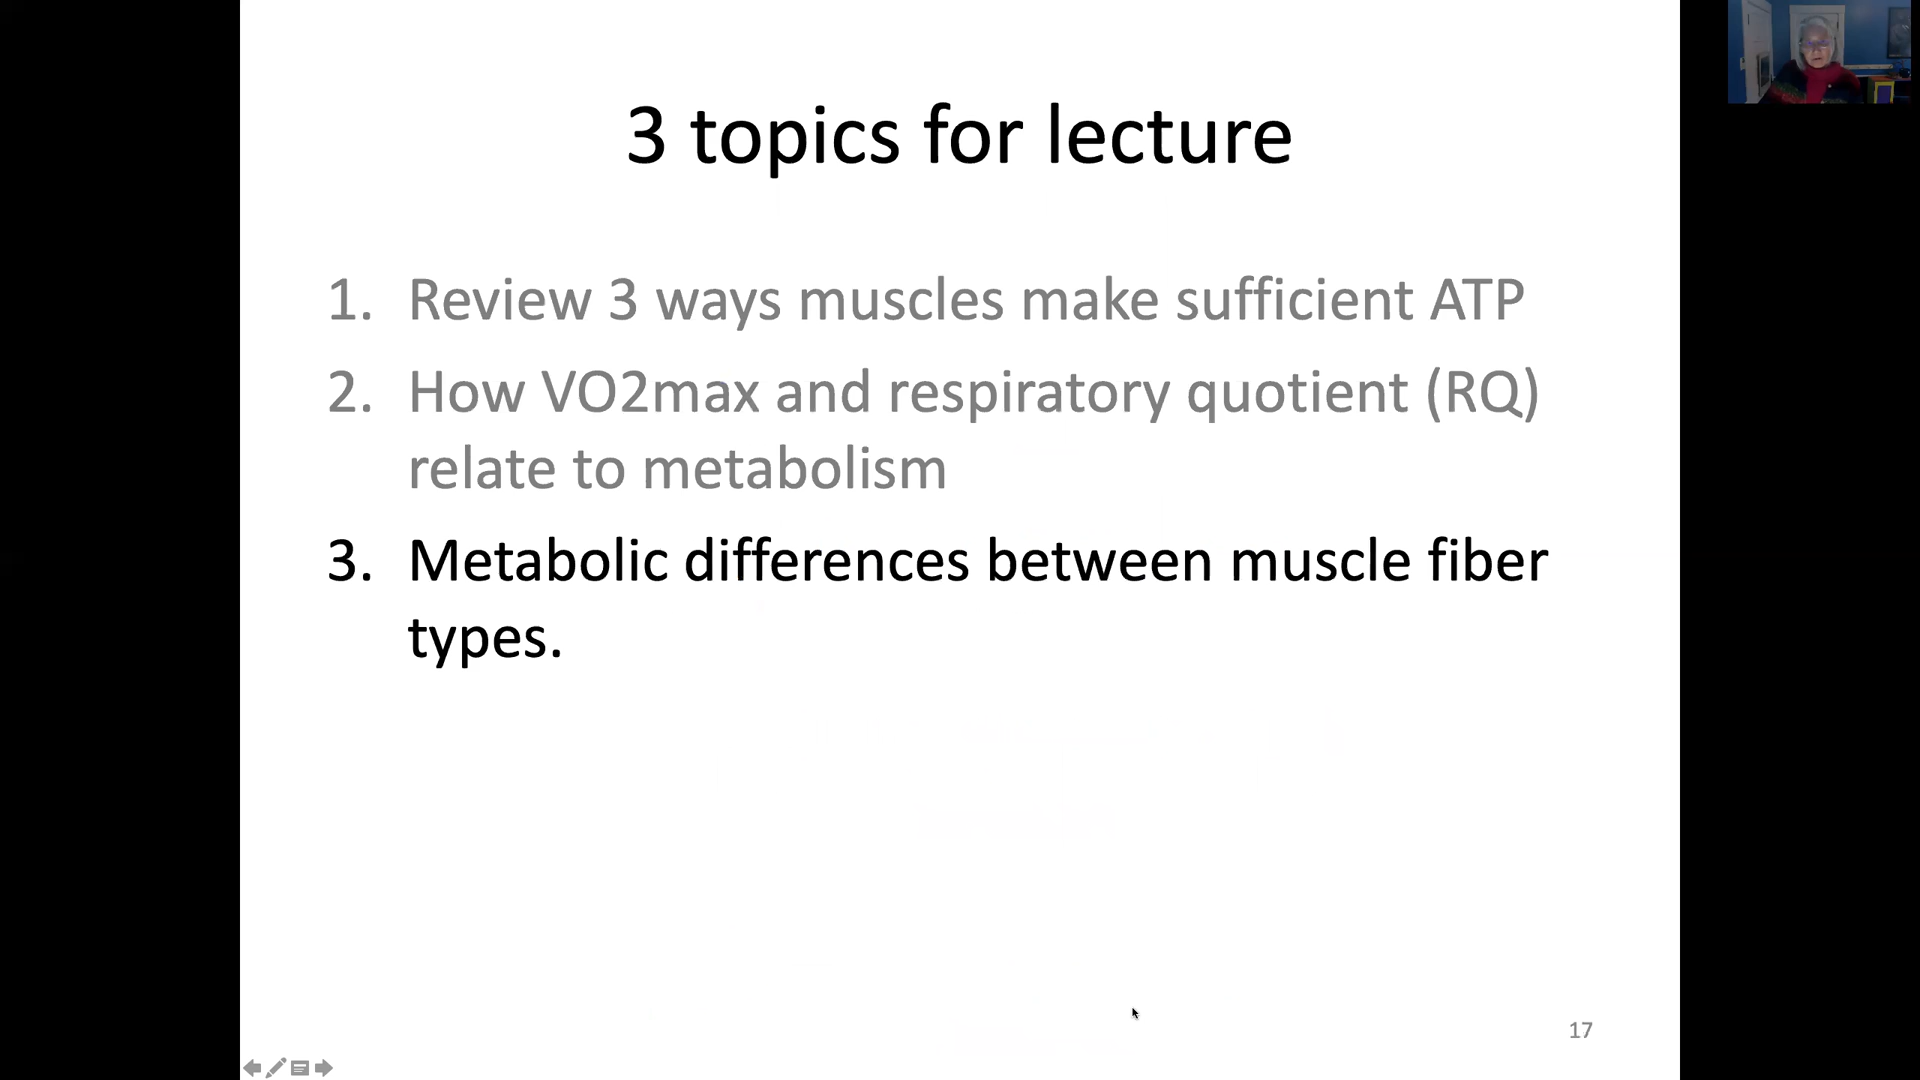 3 topics for lecture
1. Review 3 ways muscles make sufficient ATP
2. How VO2max and respiratory quotient (RQ)
relate to metabolism
3. Metabolic differences between muscle fiber
types.
17